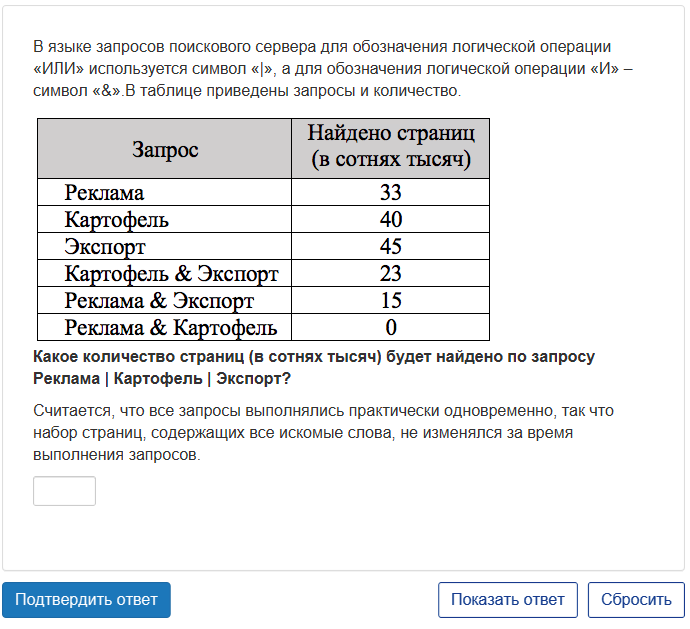 В языке запросов поискового сервера для обозначения логической операции
«ИЛИ» используется символ «|», а для обозначения логической операции «И» –
символ «&».В таблице приведены запросы и количество.
Запрос
Найдено страниц
(в сотнях тысяч)
Реклама 33
Картофель 40
Экспорт 45
Картофель & Экспорт 23
Реклама & Экспорт 15
Реклама & Картофель 0
Какое количество страниц (в сотнях тысяч) будет найдено по запросу
Реклама | Картофель | Экспорт?
Считается, что все запросы выполнялись практически одновременно, так что
набор страниц, содержащих все искомые слова, не изменялся за время
выполнения запросов.
Подтвердить ответ Показать ответ Сбросить